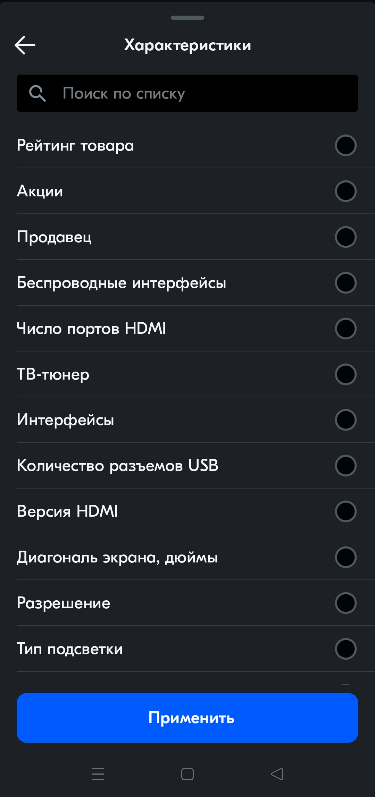 Характеристики
Поиск по списку
Рейтинг товара
Акции
Продавец
Беспроводные интерфейсы
Число портов HDMI
ТВ-тюнер
Интерфейсы
Количество разъемов USB
Версия HDMI
Диагональ экрана, дюймы
Разрешение
Тип подсветки
Применить